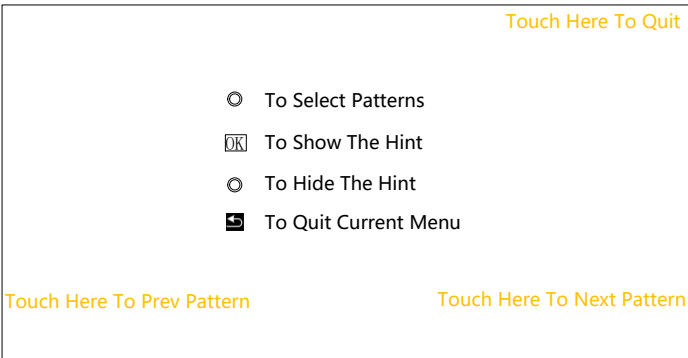 Touch Here To Quit
To Select Patterns
OK To Show The Hint
To Hide The Hint
To Quit Current Menu
Touch Here To Prev Pattern
Touch Here To Next Pattern